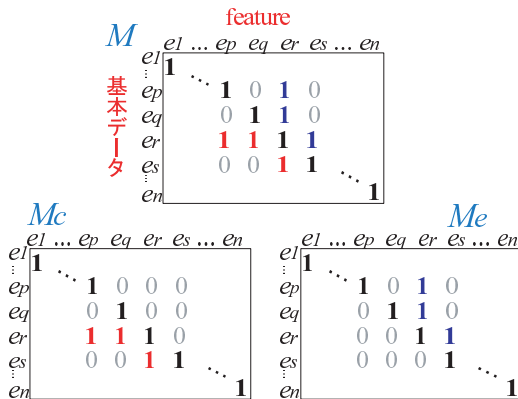 feature
M
e1 ... ep eq er es ... en
基本データ
e1 1
...
ep 1 0 1 0
eq 0 1 1 0
er 1 1 1 1
es 0 0 1 1
...
en 1
Mc
e1 ... ep eq er es ... en
e1 1
...
ep 1 0 0 0
eq 0 1 0 0
er 1 1 1 0
es 0 0 1 1
...
en 1
Me
e1 ... ep eq er es ... en
e1 1
...
ep 1 0 1 0
eq 0 1 1 0
er 0 0 1 1
es 0 0 0 1
...
en 1